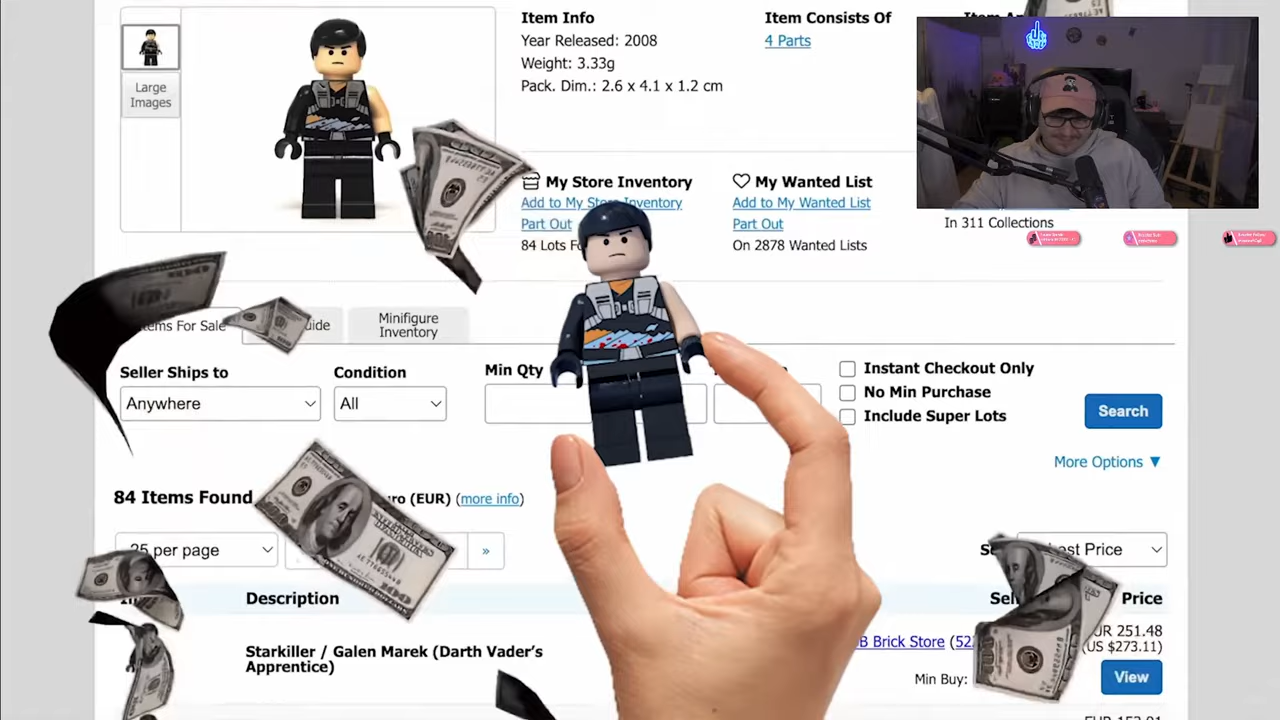 Item Info
Year Released: 2008
Weight: 3.33g
Pack. Dim.: 2.6 x 4.1 x 1.2 cm
Item Consists Of
4 Parts
Large
Images
My Store Inventory
Add to My Store Inventory
Part Out
84 Lots
My Wanted List
Add to My Wanted List
Part Out
On 2878 Wanted Lists
In 311 Collections
Items For Sale
Minifigure
Inventory
Seller Ships to
Anywhere
Condition
All
Min Qty
Instant Checkout Only
No Min Purchase
Include Super Lots
Search
More Options ▼
84 Items Found
(EUR) (more info)
25 per page
»
Price
Description
Price
Starkiller / Galen Marek (Darth Vader's
Apprentice)
Brick Store
EUR 251.48
(US $273.11)
Min Buy:
View